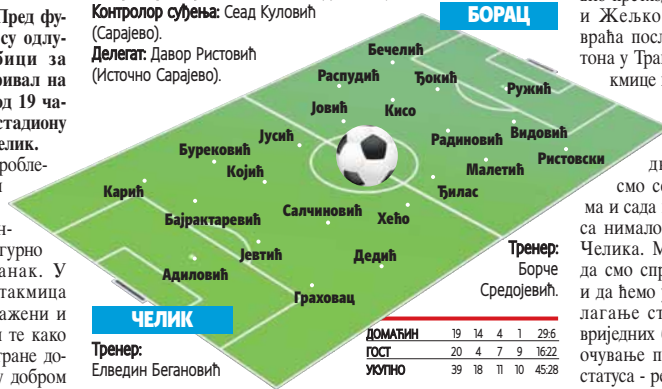 Пред фу-
су одлу-
бици за
ривал на
од 19 ча-
стадиону
елик.
робле-
н-
гурно
анак. У
такмица
ажени и
и те како
тране до-
у добром
Контролор суђења: Сеад Куловић
(Сарајево).
Делегат: Давор Ристовић
(Источно Сарајево).
БОРАЦ
Бечелић
Распудић
Ђокић
Ружић
Јовић
Кисо
Јусић
Радиновић
Видовић
Буrековић
Ристовски
Којић
Малетић
Карић
Ђилас
Салчиновић
Хећо
Бајрактаревић
Јевтић
Дедић
Адиловић
Граховац
ЧЕЛИК
Тренер:
Елведин Бегановић
Тренер:
Борче
Средојевић.
ДОМАЋИН 19 14 4 1 29:6
ГОСТ 20 4 7 9 16:22
УКУПНО 39 18 11 10 45:28
и Жељко
враћа посл
тона у Тра
кмице
смо се
ма и сада
са нимало
Челика. М
да смо спр
и да ћемо
лагање ст
вриједних
очување п
статуса - ре